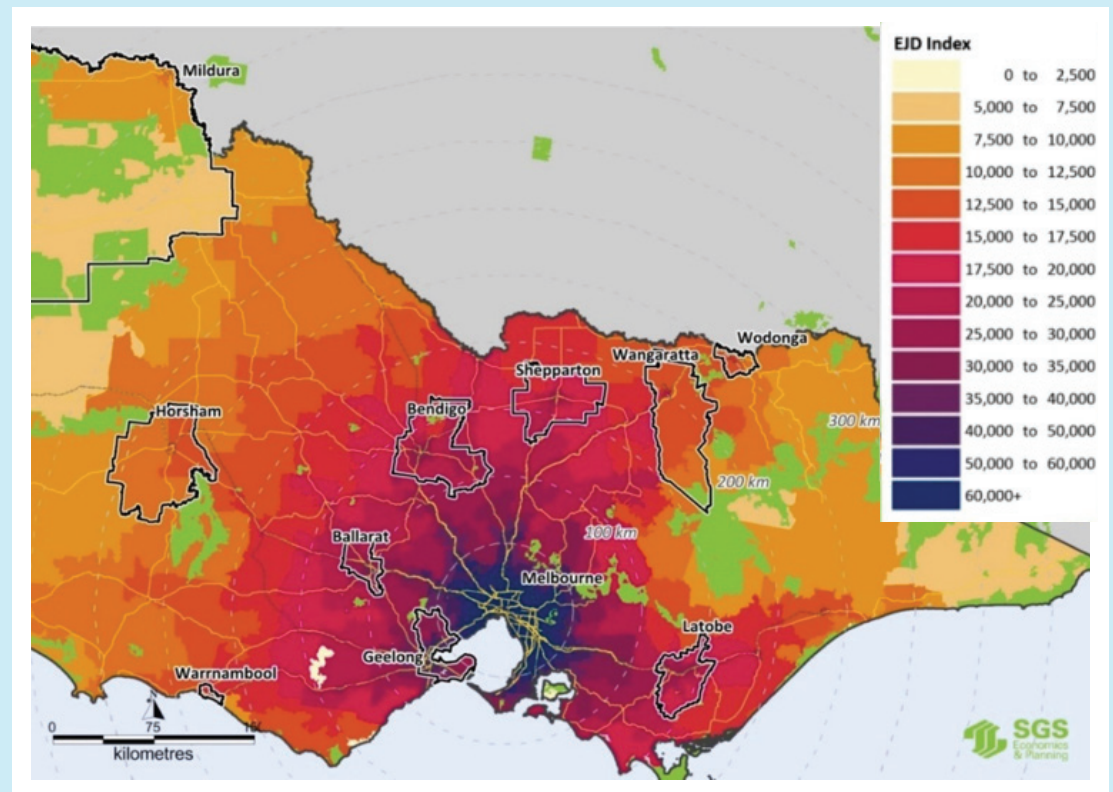 EJD Index
0 to 2,500
5,000 to 7,500
7,500 to 10,000
10,000 to 12,500
12,500 to 15,000
15,000 to 17,500
17,500 to 20,000
20,000 to 25,000
25,000 to 30,000
30,000 to 35,000
35,000 to 40,000
40,000 to 50,000
50,000 to 60,000
60,000+
Mildura
Wodonga
Wangaratta
Shepparton
Horsham
Bendigo
300 km
200 km
100 km
Ballarat
Melbourne
Latobe
Geelong
Warrnambool
0 75
kilometres
SGS
Economics
& Planning